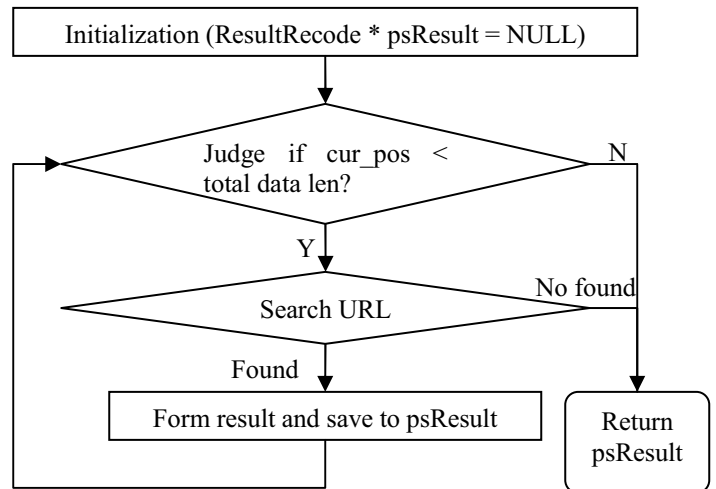 Initialization (ResultRecode * psResult = NULL)
Judge if cur_pos <
total data len?
N
Y
Search URL
No found
Found
Form result and save to psResult
Return
psResult